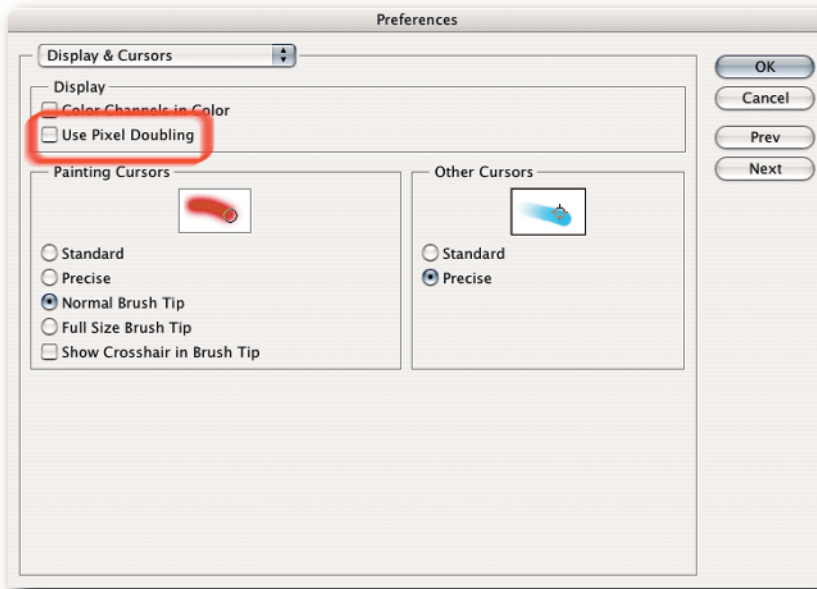 Preferences
Display & Cursors
OK
Cancel
Prev
Next
Display
Color Channels in Color
Use Pixel Doubling
Painting Cursors
Standard
Precise
Normal Brush Tip
Full Size Brush Tip
Show Crosshair in Brush Tip
Other Cursors
Standard
Precise